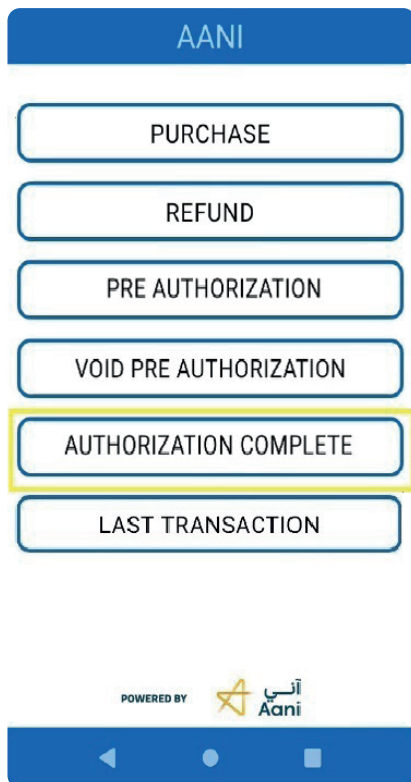 AANI
PURCHASE
REFUND
PRE AUTHORIZATION
VOID PRE AUTHORIZATION
AUTHORIZATION COMPLETE
LAST TRANSACTION
POWERED BY
آني
Aani